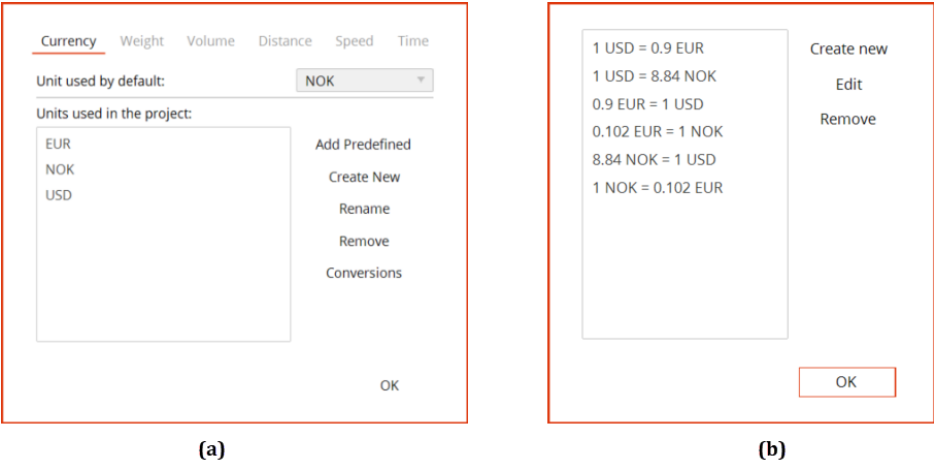 Currency Weight Volume Distance Speed Time
Unit used by default: NOK
Units used in the project:
EUR
NOK
USD
Add Predefined
Create New
Rename
Remove
Conversions
OK
(a)
1 USD = 0.9 EUR
1 USD = 8.84 NOK
0.9 EUR = 1 USD
0.102 EUR = 1 NOK
8.84 NOK = 1 USD
1 NOK = 0.102 EUR
Create new
Edit
Remove
OK
(b)